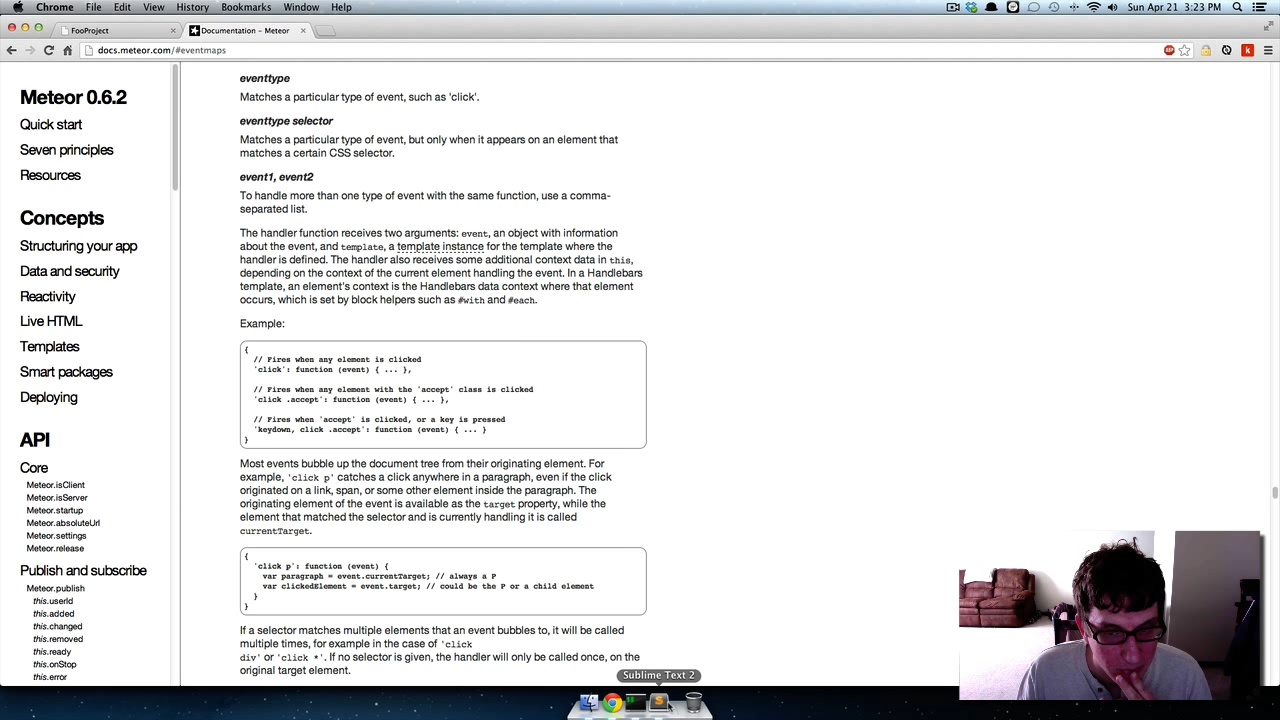 Chrome File Edit View History Bookmarks Window Help Sun Apr 21 3:23 PM
FooProject Documentation – Meteor
docs.meteor.com/#eventmaps
Meteor 0.6.2
Quick start
Seven principles
Resources
Concepts
Structuring your app
Data and security
Reactivity
Live HTML
Templates
Smart packages
Deploying
API
Core
Meteor.isClient
Meteor.isServer
Meteor.startup
Meteor.absoluteUrl
Meteor.settings
Meteor.release
Publish and subscribe
Meteor.publish
this.userId
this.added
this.changed
this.removed
this.ready
this.onStop
this.error
eventtype
Matches a particular type of event, such as 'click'.
eventtype selector
Matches a particular type of event, but only when it appears on an element that
matches a certain CSS selector.
event1, event2
To handle more than one type of event with the same function, use a comma-
separated list.
The handler function receives two arguments: event, an object with information
about the event, and template, a template instance for the template where the
handler is defined. The handler also receives some additional context data in this,
depending on the context of the current element handling the event. In a Handlebars
template, an element's context is the Handlebars data context where that element
occurs, which is set by block helpers such as #with and #each.
Example:
{
// Fires when any element is clicked
'click': function (event) { ... },
// Fires when any element with the 'accept' class is clicked
'click .accept': function (event) { ... },
// Fires when 'accept' is clicked, or a key is pressed
'keydown, click .accept': function (event) { ... }
}
Most events bubble up the document tree from their originating element. For
example, 'click p' catches a click anywhere in a paragraph, even if the click
originated on a link, span, or some other element inside the paragraph. The
originating element of the event is available as the target property, while the
element that matched the selector and is currently handling it is called
currentTarget.
{
'click p': function (event) {
var paragraph = event.currentTarget; // always a P
var clickedElement = event.target; // could be the P or a child element
}
}
If a selector matches multiple elements that an event bubbles to, it will be called
multiple times, for example in the case of 'click
div' or 'click *'. If no selector is given, the handler will only be called once, on the
original target element.
Sublime Text 2